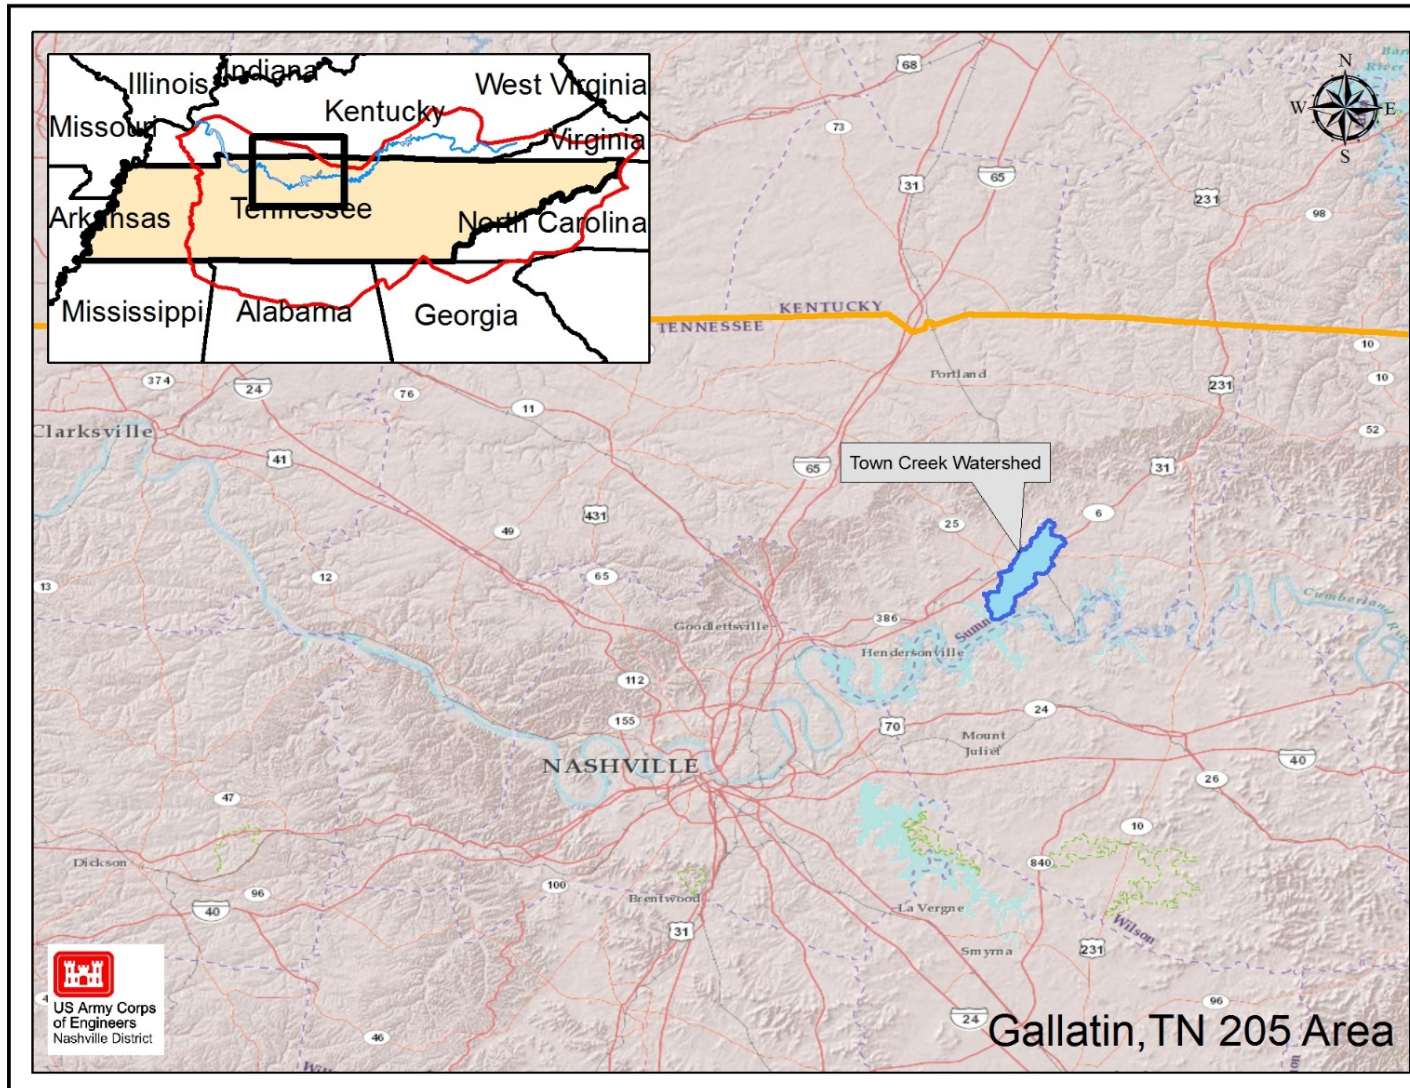 Illinois
Indiana
West Virginia
Kentucky
Missouri
Virginia
Arkansas
Tennessee
North Carolina
Mississippi
Alabama
Georgia
N
W
E
S
68
73
65
31
231
98
KENTUCKY
TENNESSEE
10
374
24
76
11
Portland
231
10
Clarksville
41
52
65
31
Town Creek Watershed
431
49
25
6
13
12
65
Cumberland
386
Goodlettsville
Sumn
Hendersonville
112
155
70
24
Mount
Juliet
NASHVILLE
40
26
47
10
Dickson
840
96
100
Brentwood
40
La Vergne
Wilson
31
Smyrna
231
96
24
46
US Army Corps
of Engineers
Nashville District
Gallatin,TN 205 Area